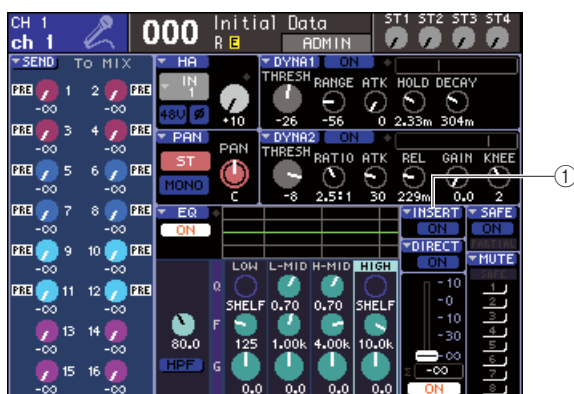 CH 1
ch 1
000
Initial Data
R E
ADMIN
ST1 ST2 ST3 ST4
SEND To MIX
PRE 1 2 PRE
-∞ -∞
PRE 3 4 PRE
-∞ -∞
PRE 5 6 PRE
-∞ -∞
PRE 7 8 PRE
-∞ -∞
PRE 9 10 PRE
-∞ -∞
PRE 11 12 PRE
-∞ -∞
13 14
-∞ -∞
15 16
-∞ -∞
HA
IN
1
48V Ø
+10
DYNA1 ON
THRESH RANGE ATK HOLD DECAY
-26 -56 0 2.33m 304m
PAN
ST
MONO
PAN
C
DYNA2 ON
THRESH RATIO ATK REL GAIN KNEE
-8 2.5:1 30 229m 0.0 2
1
EQ
ON
LOW L-MID H-MID HIGH
Q
SHELF 0.70 0.70 SHELF
F
80.0
125 1.00k 4.00k 10.0k
HPF
G
0.0 0.0 0.0 0.0
INSERT
ON
DIRECT
ON
-10
-0
-10
-30
-∞
Σ -∞
ON
SAFE
ON
PARTIAL
MUTE
SAFE
1
2
3
4
5
6
7
8